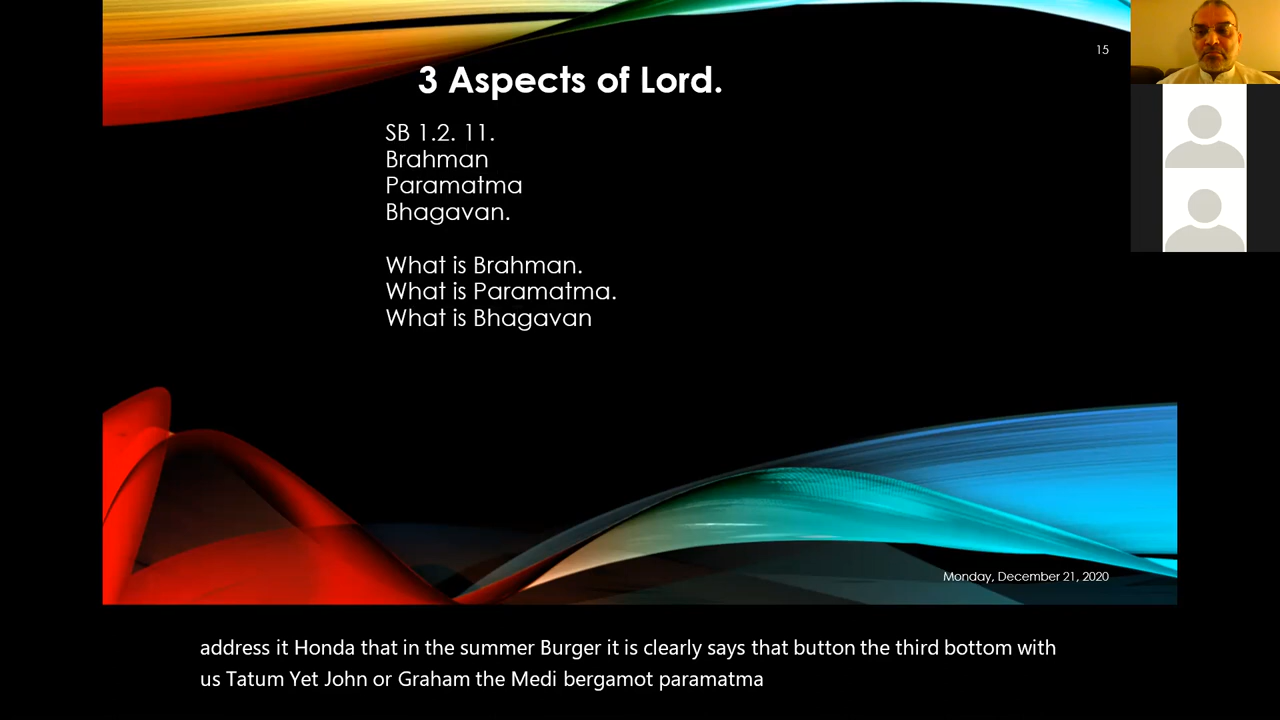 15
3 Aspects of Lord.
SB 1.2. 11.
Brahman
Paramatma
Bhagavan.
What is Brahman.
What is Paramatma.
What is Bhagavan
Monday, December 21, 2020
address it Honda that in the summer Burger it is clearly says that button the third bottom with
us Tatum Yet John or Graham the Medi bergamot paramatma